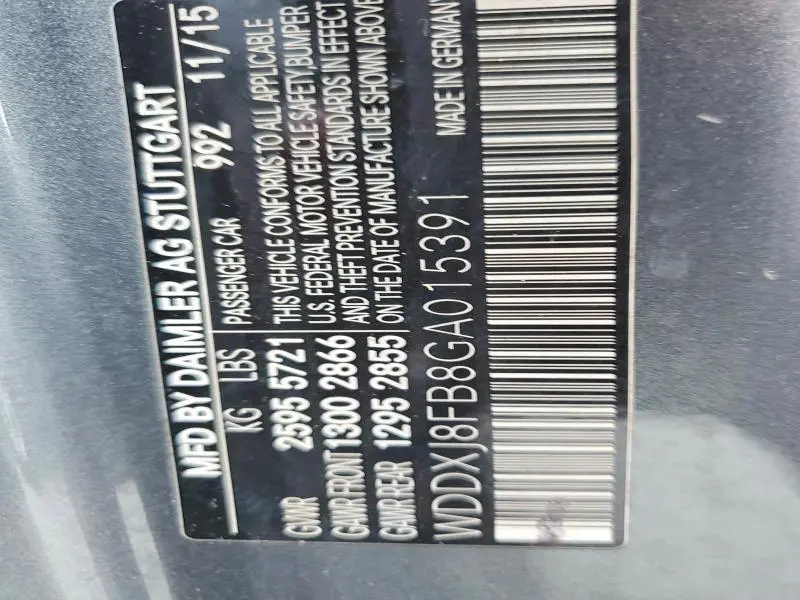 MFD BY DAIMLER AG STUTTGART
992 11/15
KG LBS PASSENGER CAR
GVWR 2595 5721 THIS VEHICLE CONFORMS TO ALL APPLICABLE
GAWR FRONT 1300 2866 U.S. FEDERAL MOTOR VEHICLE SAFETY, BUMPER
AND THEFT PREVENTION STANDARDS IN EFFECT
GAWR REAR 1295 2855 ON THE DATE OF MANUFACTURE SHOWN ABOVE
WDDXJ8FB8GA015391 MADE IN GERMANY